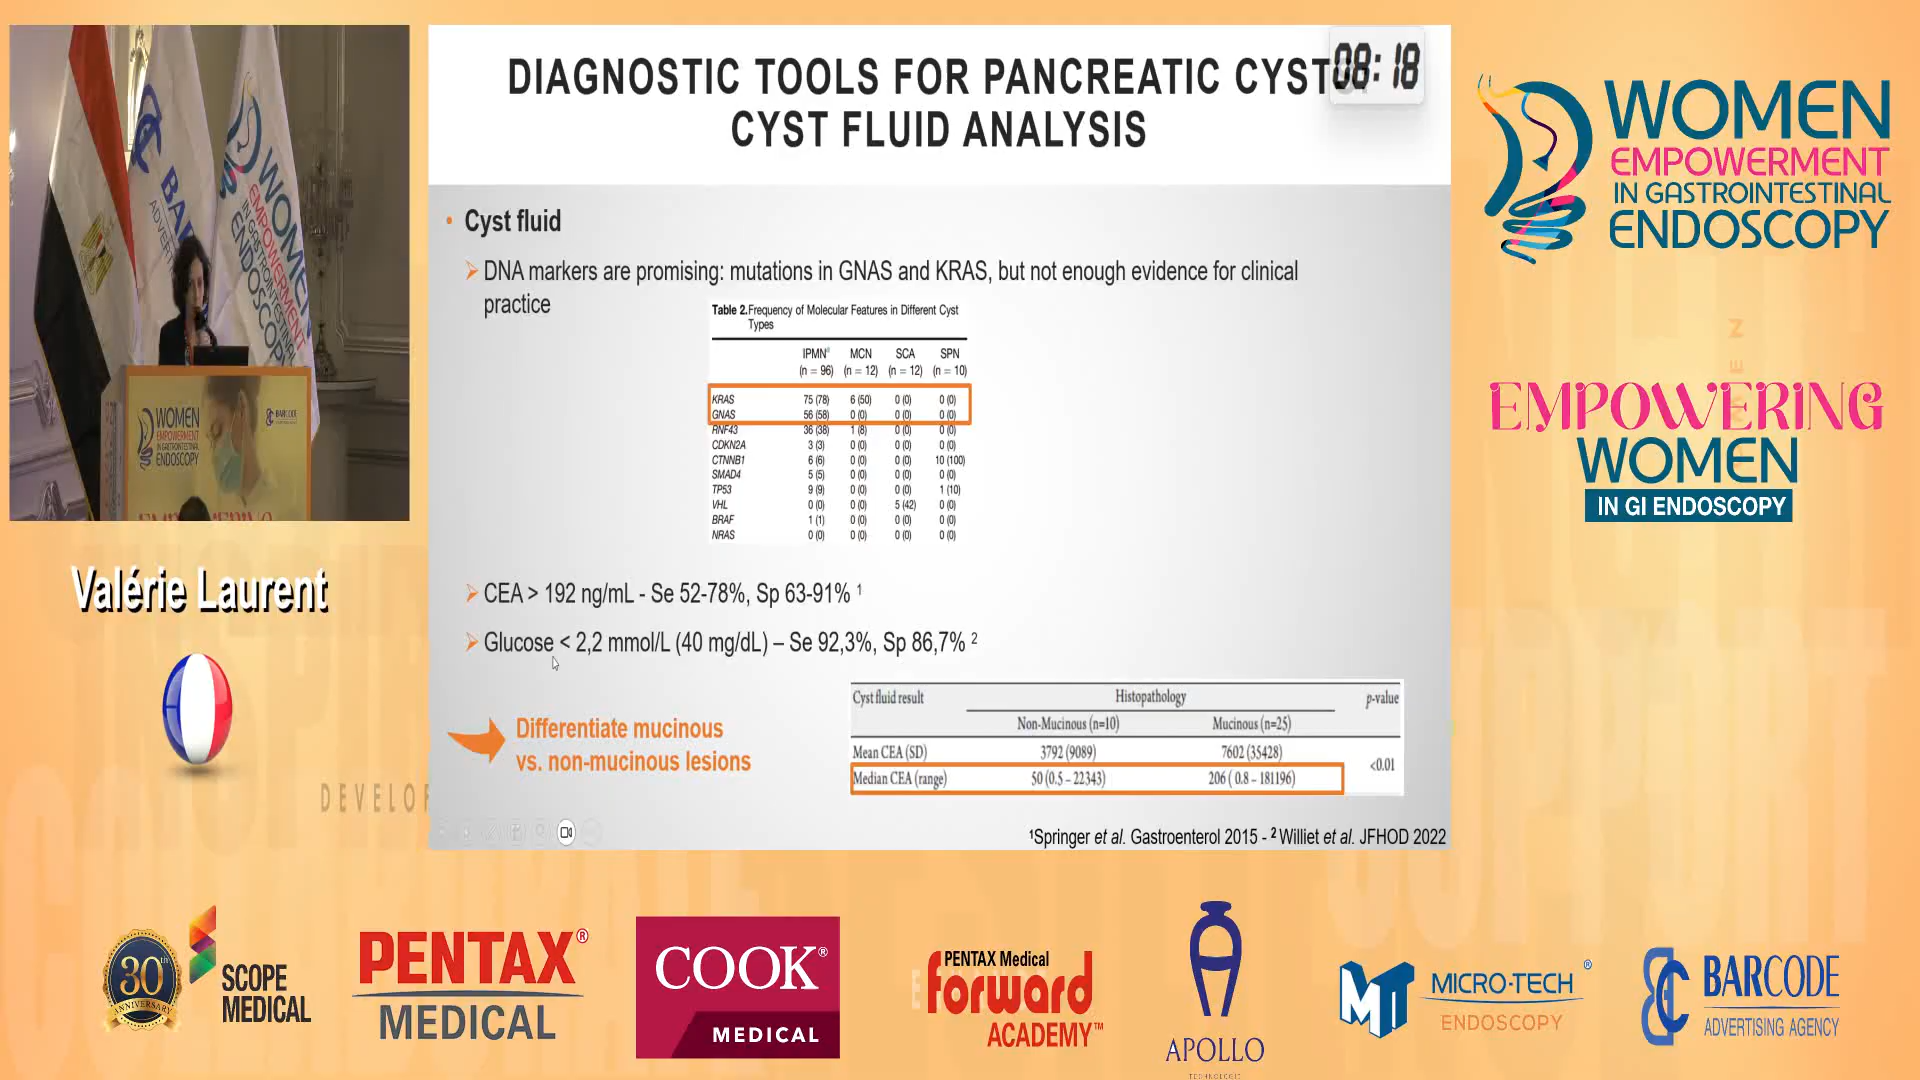 DIAGNOSTIC TOOLS FOR PANCREATIC CYST
08:18
CYST FLUID ANALYSIS
• Cyst fluid
DNA markers are promising: mutations in GNAS and KRAS, but not enough evidence for clinical
practice
Table 2. Frequency of Molecular Features in Different Cyst
Types
IPMN MCN SCA SPN
(n = 96) (n = 12) (n = 12) (n = 10)
KRAS 75 (78) 6 (50) 0 (0) 0 (0)
GNAS 56 (58) 0 (0) 0 (0) 0 (0)
RNF43 36 (38) 1 (8) 0 (0) 0 (0)
CDKN2A 3 (3) 0 (0) 0 (0) 0 (0)
CTNNB1 6 (6) 0 (0) 0 (0) 10 (100)
SMAD4 5 (5) 0 (0) 0 (0) 0 (0)
TP53 9 (9) 0 (0) 0 (0) 1 (10)
VHL 0 (0) 0 (0) 5 (42) 0 (0)
BRAF 1 (1) 0 (0) 0 (0) 0 (0)
NRAS 0 (0) 0 (0) 0 (0) 0 (0)
CEA > 192 ng/mL - Se 52-78%, Sp 63-91% 1
Glucose < 2,2 mmol/L (40 mg/dL) – Se 92,3%, Sp 86,7% 2
Differentiate mucinous
vs. non-mucinous lesions
Cyst fluid result Histopathology p-value
Non-Mucinous (n=10) Mucinous (n=25)
Mean CEA (SD) 3792 (9089) 7602 (35428)
<0.01
Median CEA (range) 50 (0.5 – 22343) 206 ( 0.8 – 181196)
1Springer et al. Gastroenterol 2015 - 2 Williet et al. JFHOD 2022
Valérie Laurent
DEVELOP
WOMEN
EMPOWERMENT
IN GASTROINTESTINAL
ENDOSCOPY
EMPOWERING
WOMEN
IN GI ENDOSCOPY
WOMEN
EMPOWERMENT
IN GASTROINTESTINAL
ENDOSCOPY
BARCODE
30th
ANNIVERSARY
SCOPE
MEDICAL
PENTAX®
MEDICAL
COOK®
MEDICAL
PENTAX Medical
forward
ACADEMY™
APOLLO
MICRO-TECH®
ENDOSCOPY
BARCODE
ADVERTISING AGENCY